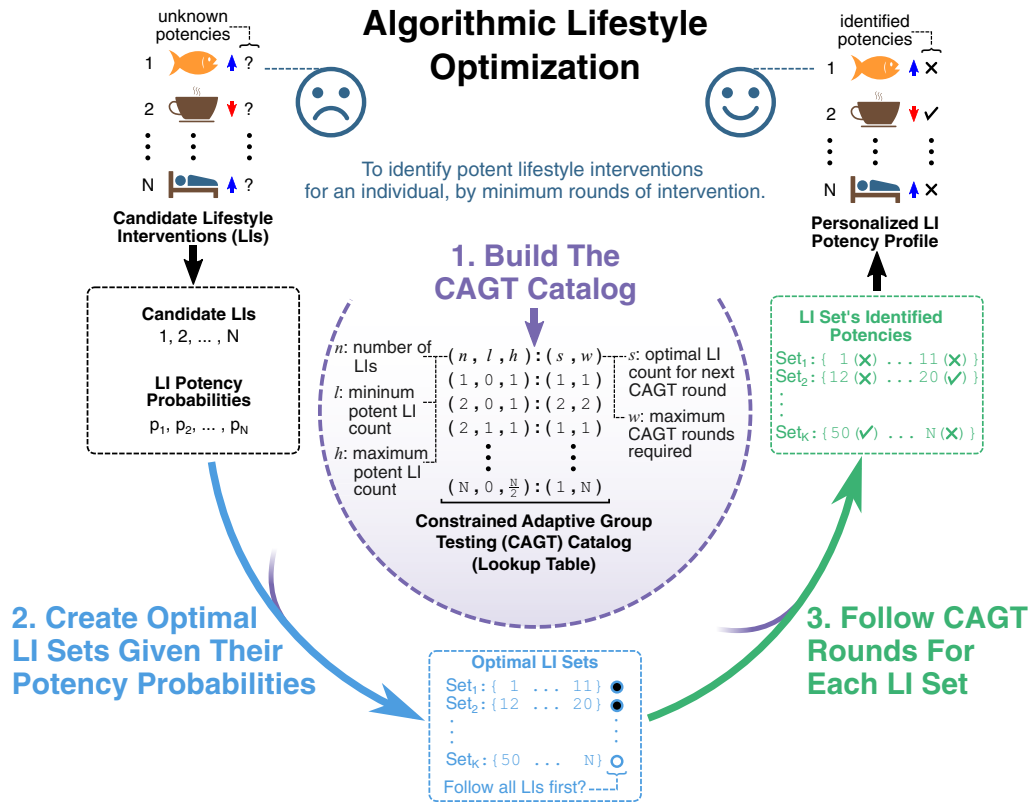 Algorithmic Lifestyle
Optimization
unknown
potencies
1 ?
2 ?
N ?
Candidate Lifestyle
Interventions (LIs)
identified
potencies
1
2
N
Personalized LI
Potency Profile
To identify potent lifestyle interventions
for an individual, by minimum rounds of intervention.
Candidate LIs
1, 2, ... , N
LI Potency
Probabilities
p1, p2, ... , pN
1. Build The
CAGT Catalog
n: number of
LIs
l: mininum
potent LI
count
h: maximum
potent LI
count
(n, l, h):(s, w)
(1, 0, 1):(1, 1)
(2, 0, 1):(2, 2)
(2, 1, 1):(1, 1)
(N, 0, N/2):(1, N)
s: optimal LI
count for next
CAGT round
w: maximum
CAGT rounds
required
Constrained Adaptive Group
Testing (CAGT) Catalog
(Lookup Table)
LI Set's Identified
Potencies
Set1:{ 1(✗) ... 11(✗)}
Set2:{12(✗) ... 20(✓)}
SetK:{50(✓) ... N(✗)}
2. Create Optimal
LI Sets Given Their
Potency Probabilities
Optimal LI Sets
Set1:{ 1 ... 11}
Set2:{12 ... 20}
SetK:{50 ... N}
Follow all LIs first?
3. Follow CAGT
Rounds For
Each LI Set